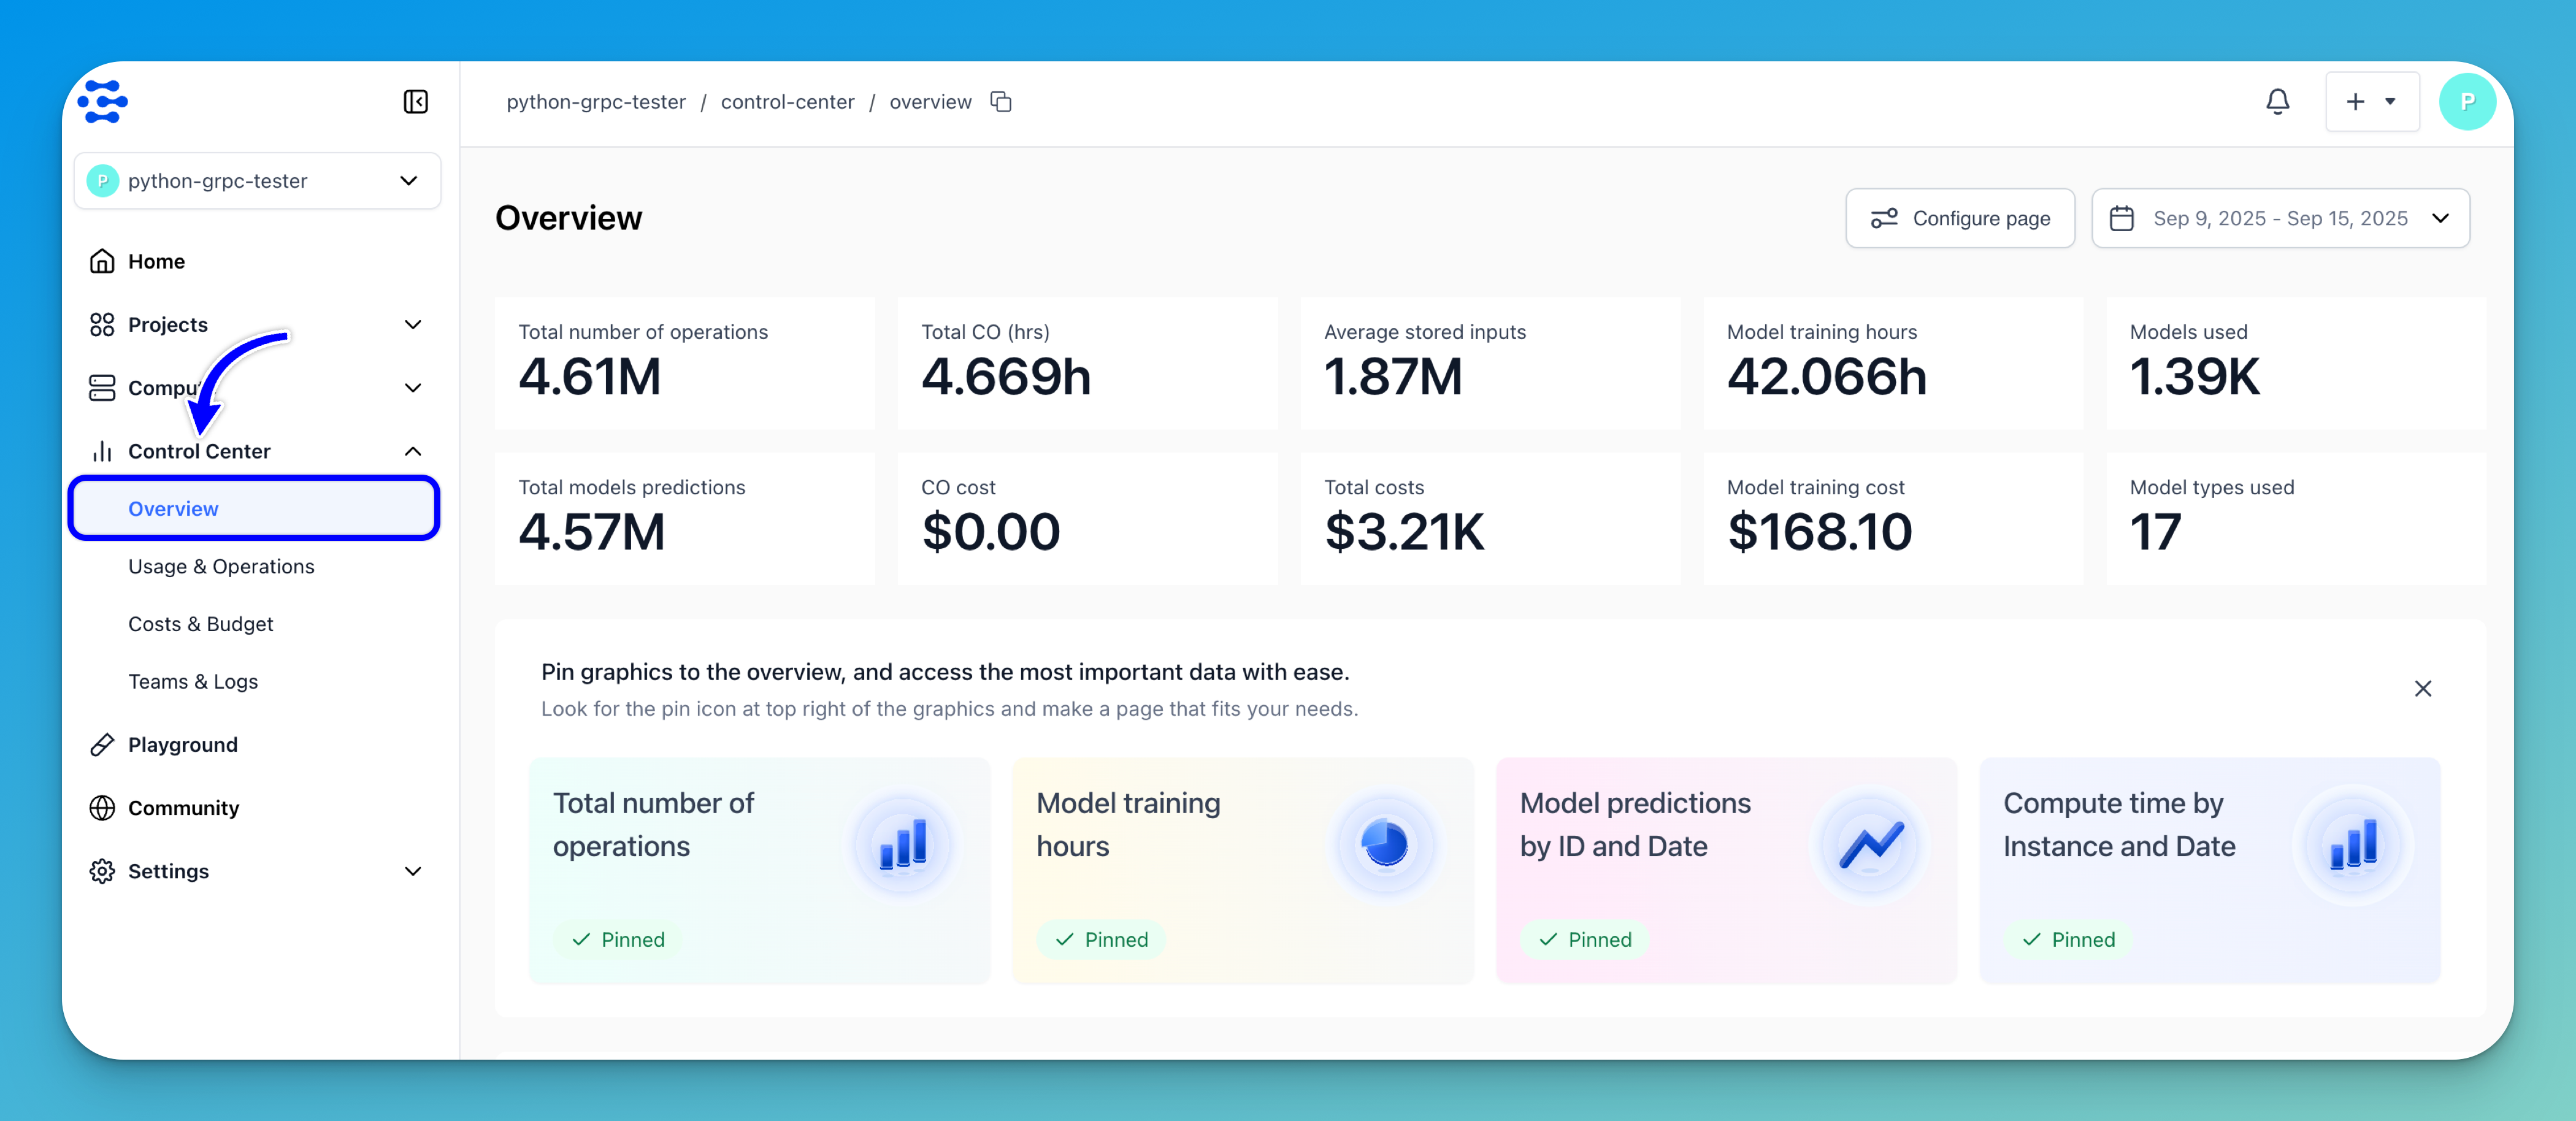 python-grpc-tester / control-center / overview
P
P python-grpc-tester
Home
Projects
Control Center
Overview
Usage & Operations
Costs & Budget
Teams & Logs
Playground
Community
Settings
Overview
Configure page
Sep 9, 2025 - Sep 15, 2025
Total number of operations
4.61M
Total CO (hrs)
4.669h
Average stored inputs
1.87M
Model training hours
42.066h
Models used
1.39K
Total models predictions
4.57M
CO cost
$0.00
Total costs
$3.21K
Model training cost
$168.10
Model types used
17
Pin graphics to the overview, and access the most important data with ease.
Look for the pin icon at top right of the graphics and make a page that fits your needs.
Total number of
operations
Pinned
Model training
hours
Pinned
Model predictions
by ID and Date
Pinned
Compute time by
Instance and Date
Pinned